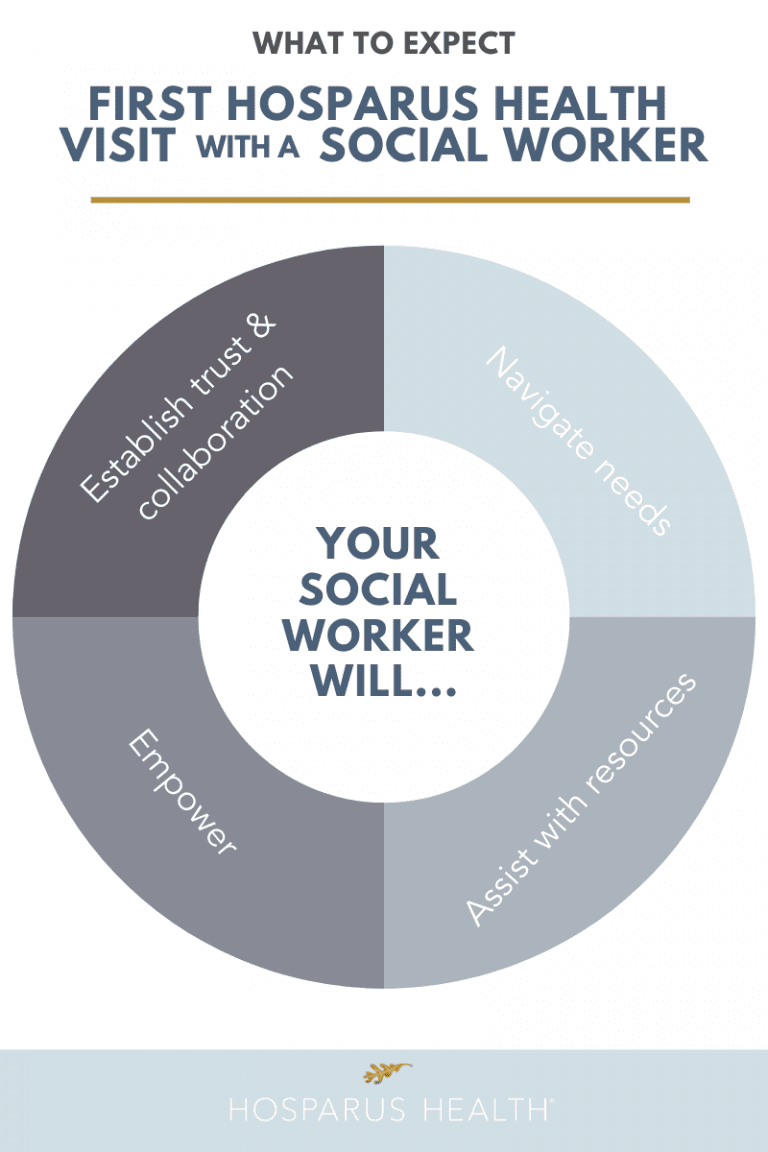 WHAT TO EXPECT
FIRST HOSPARUS HEALTH
VISIT WITH A SOCIAL WORKER
Establish trust &
collaboration
Navigate needs
YOUR
SOCIAL
WORKER
WILL...
Empower
Assist with resources
HOSPARUS HEALTH®